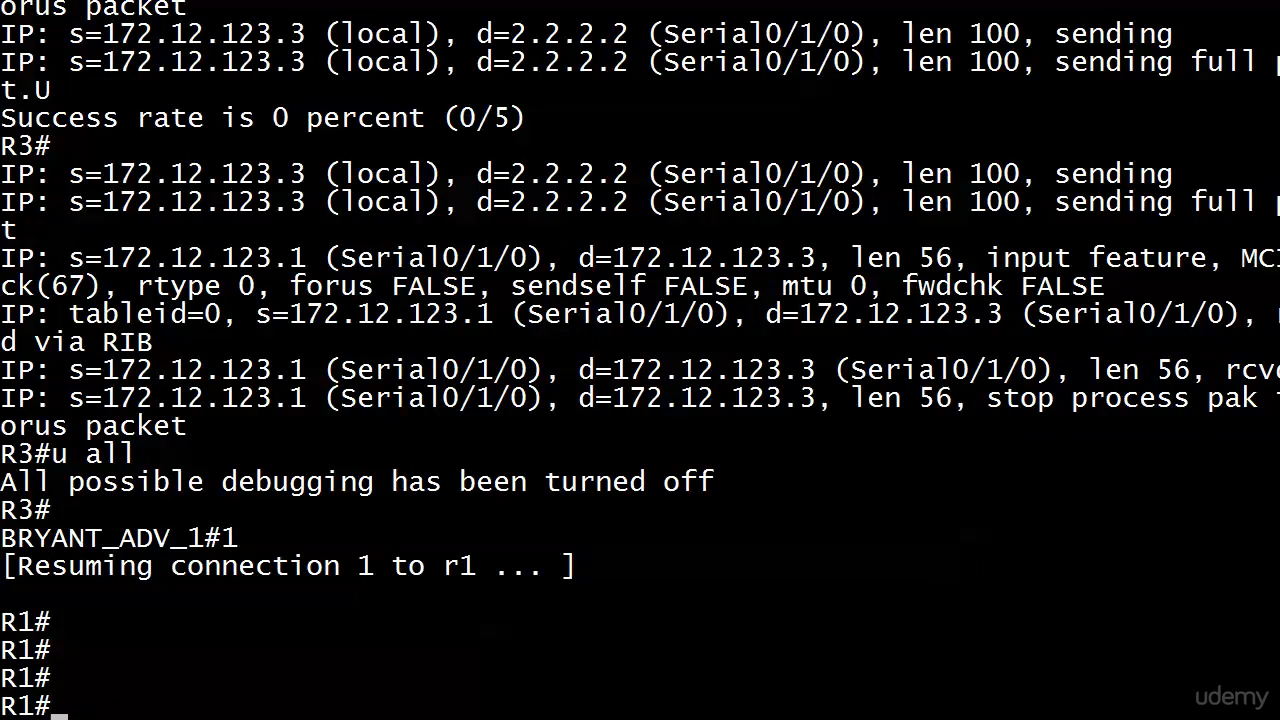 orus packet
IP: s=172.12.123.3 (local), d=2.2.2.2 (Serial0/1/0), len 100, sending
IP: s=172.12.123.3 (local), d=2.2.2.2 (Serial0/1/0), len 100, sending full
t.U
Success rate is 0 percent (0/5)
R3#
IP: s=172.12.123.3 (local), d=2.2.2.2 (Serial0/1/0), len 100, sending
IP: s=172.12.123.3 (local), d=2.2.2.2 (Serial0/1/0), len 100, sending full
t
IP: s=172.12.123.1 (Serial0/1/0), d=172.12.123.3, len 56, input feature, MCI
ck(67), rtype 0, forus FALSE, sendself FALSE, mtu 0, fwdchk FALSE
IP: tableid=0, s=172.12.123.1 (Serial0/1/0), d=172.12.123.3 (Serial0/1/0),
d via RIB
IP: s=172.12.123.1 (Serial0/1/0), d=172.12.123.3 (Serial0/1/0), len 56, rcvd
IP: s=172.12.123.1 (Serial0/1/0), d=172.12.123.3, len 56, stop process pak
orus packet
R3#u all
All possible debugging has been turned off
R3#
BRYANT_ADV_1#1
[Resuming connection 1 to r1 ... ]
R1#
R1#
R1#
R1#
udemy